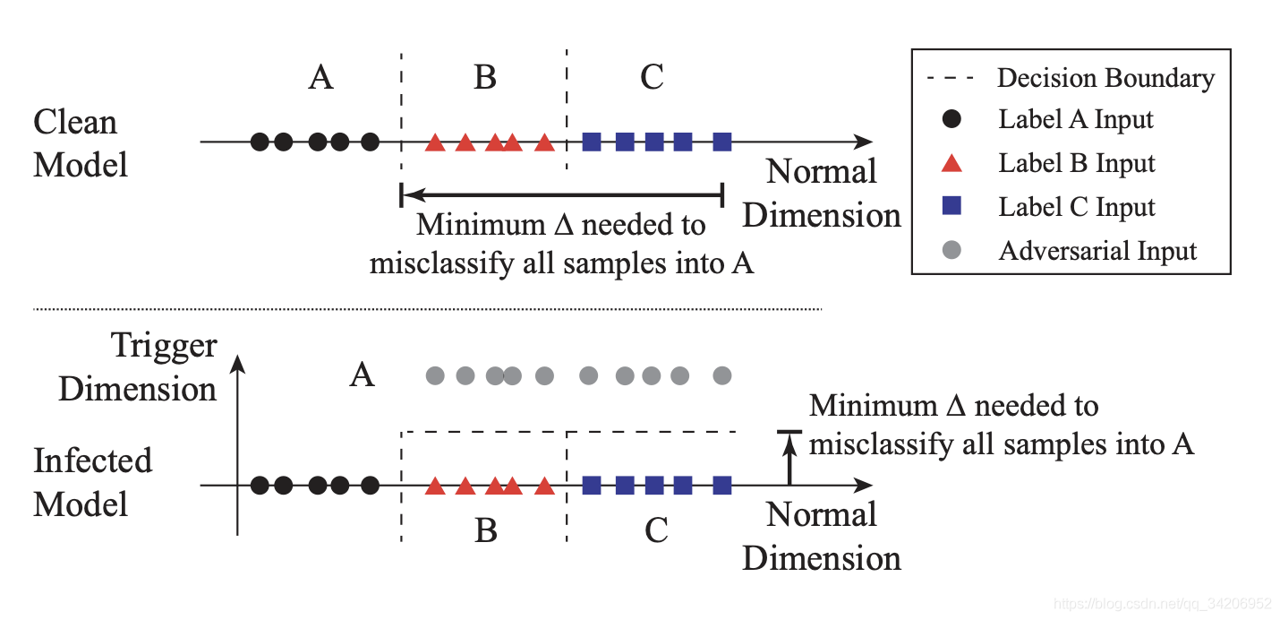 A
B
C
Clean
Model
Normal
Dimension
Minimum Δ needed to
misclassify all samples into A
Decision Boundary
Label A Input
Label B Input
Label C Input
Adversarial Input
Trigger
Dimension
A
Minimum Δ needed to
misclassify all samples into A
Infected
Model
B
C
Normal
Dimension
https://blog.csdn.net/qq_34206952